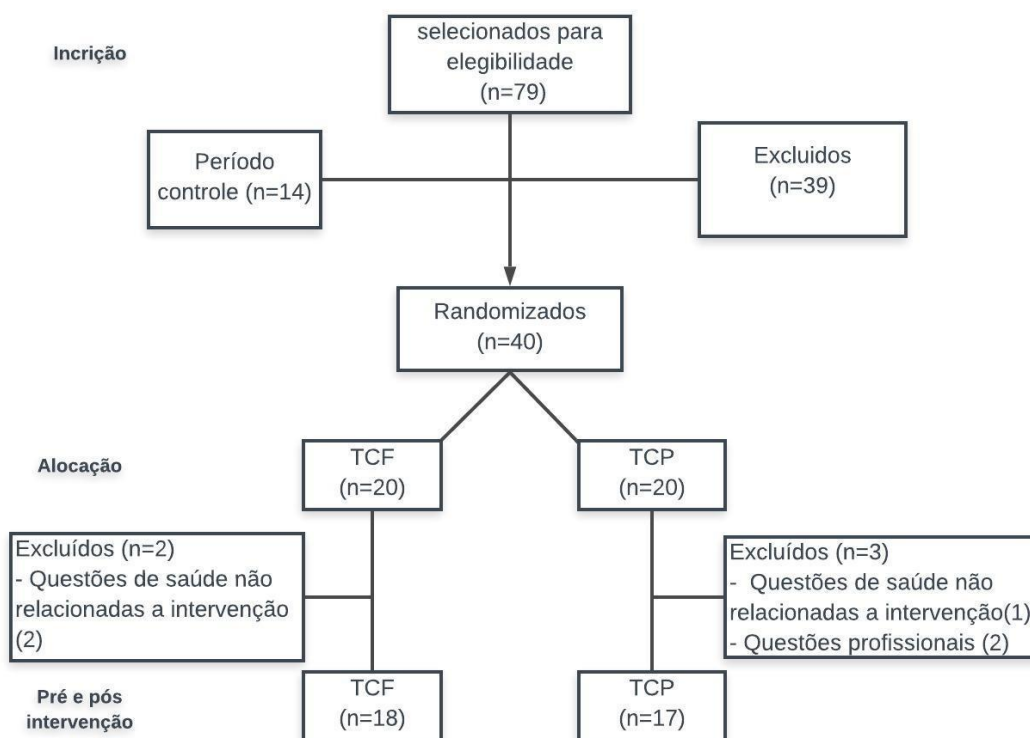 Incrição
selecionados para
elegibilidade
(n=79)
Período
controle (n=14)
Excluidos
(n=39)
Randomizados
(n=40)
Alocação
TCF
(n=20)
TCP
(n=20)
Excluídos (n=2)
- Questões de saúde não
relacionadas a intervenção
(2)
Excluídos (n=3)
- Questões de saúde não
relacionadas a intervenção(1)
- Questões profissionais (2)
Pré e pós
intervenção
TCF
(n=18)
TCP
(n=17)